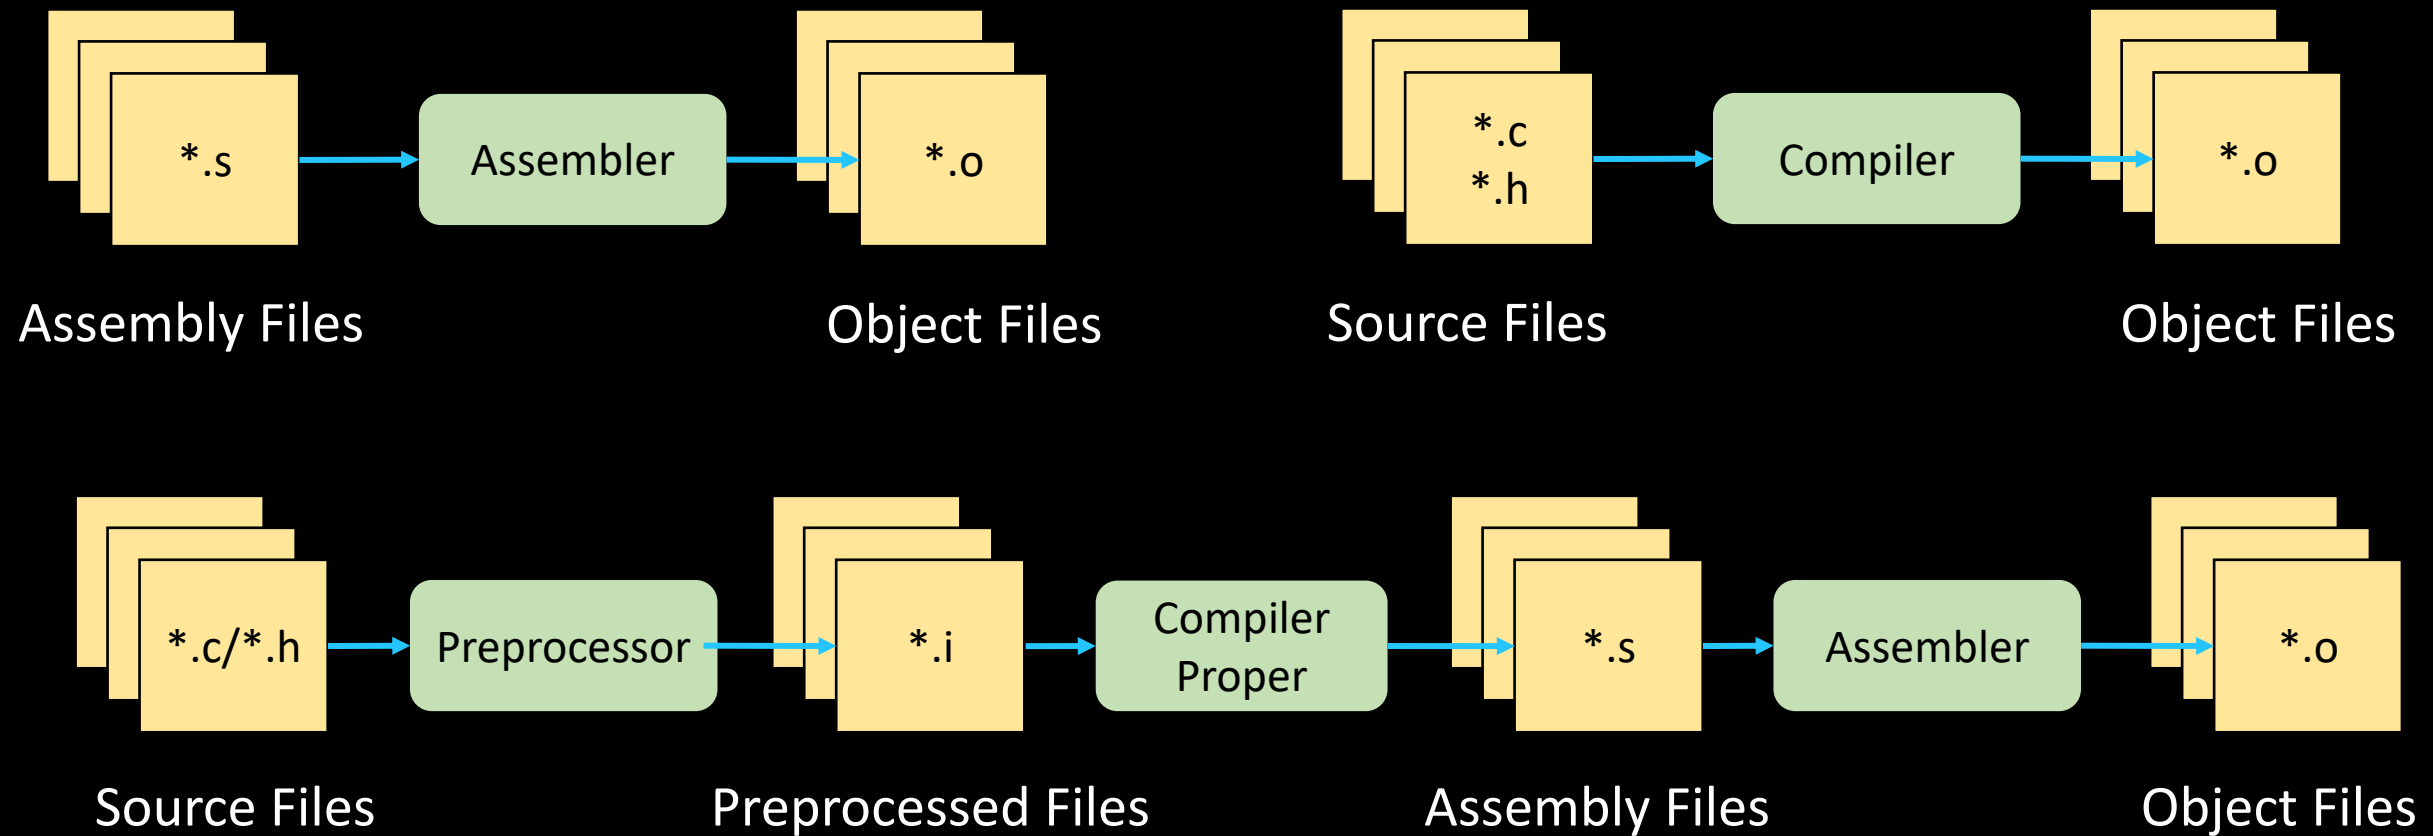 *.s
Assembler
*.o
Assembly Files
Object Files
*.c
*.h
Compiler
*.o
Source Files
Object Files
*.c/*.h
Preprocessor
*.i
Compiler
Proper
*.s
Assembler
*.o
Source Files
Preprocessed Files
Assembly Files
Object Files